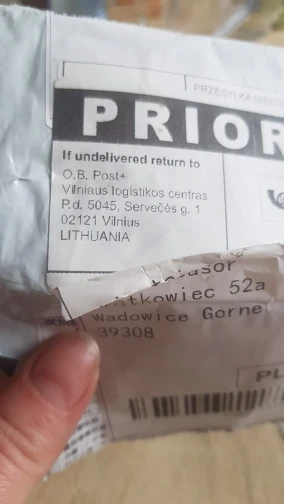 PRZESYŁKA
PRIOR
If undelivered return to
O.B. Post+
Vilniaus logistikos centras
P.d. 5045, Servečės g. 1
02121 Vilnius
LITHUANIA
52a
Wadowice Gorne
39308
PL